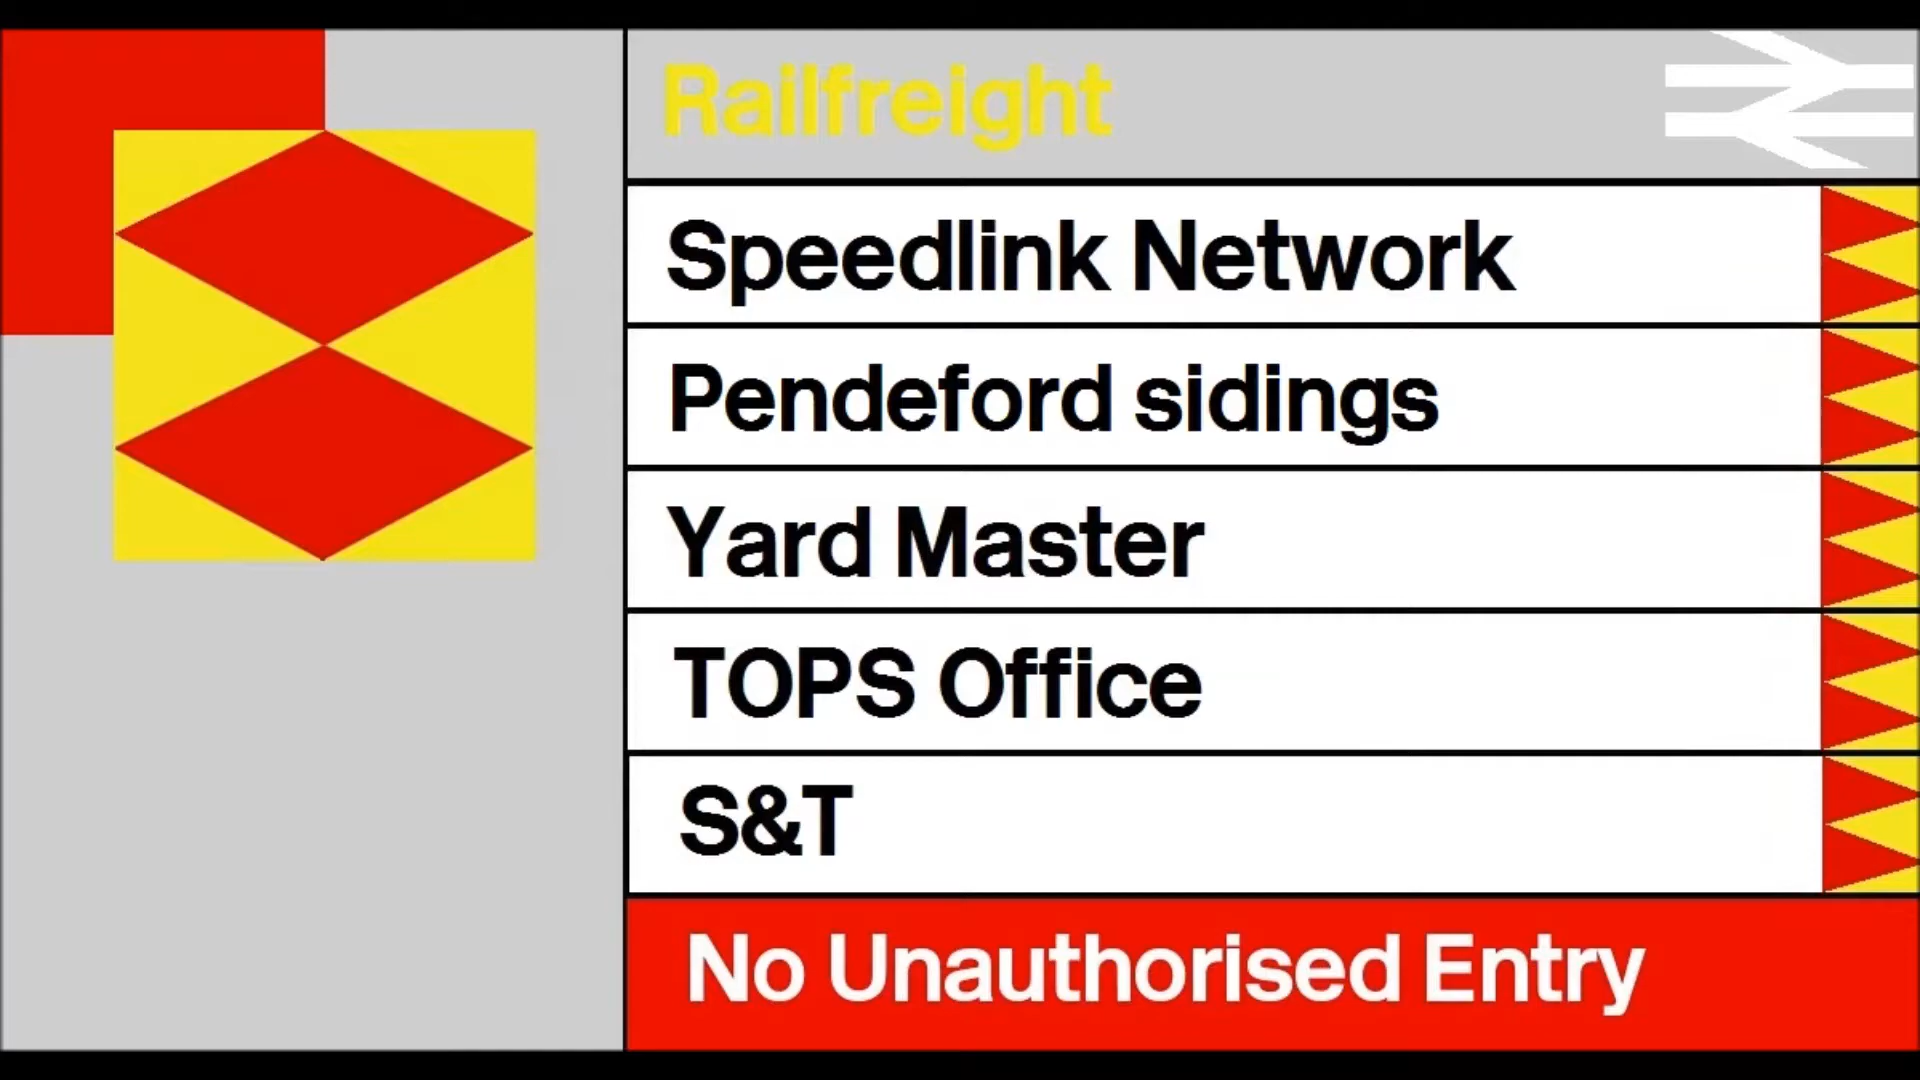 Railfreight
Speedlink Network
Pendeford sidings
Yard Master
TOPS Office
S&T
No Unauthorised Entry